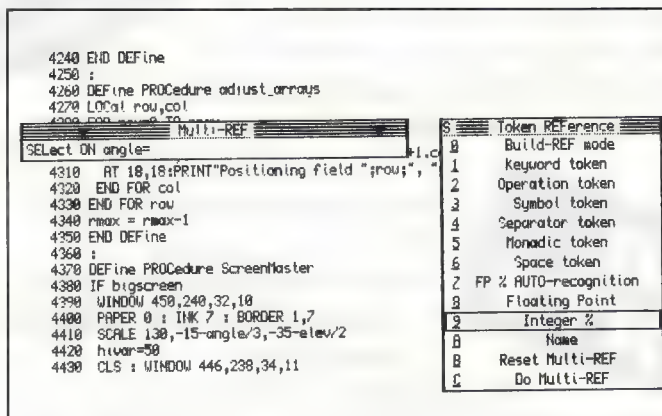 4240 END DEFine
4250 :
4260 DEFine PROCedure adjust_arrays
4270 LOCal row,col
Multi-REF
SELect ON angle=
4310 AT 18,18:PRINT"Positioning field ";row;", "
4320 END FOR col
4330 END FOR row
4340 rmax = rmax-1
4350 END DEFine
4360 :
4370 DEFine PROCedure ScreenMaster
4380 IF bigscreen
4390 WINDOW 450,240,32,10
4400 PAPER 0 : INK 7 : BORDER 1,7
4410 SCALE 130,-15-angle/3,-35-elev/2
4420 hivar=50
4430 CLS : WINDOW 446,238,34,11
S Token REFerence
0 Build-REF mode
1 Keyword token
2 Operation token
3 Symbol token
4 Separator token
5 Monadic token
6 Space token
7 FP % AUTO-recognition
8 Floating Point
9 Integer %
A Name
B Reset Multi-REF
C Do Multi-REF